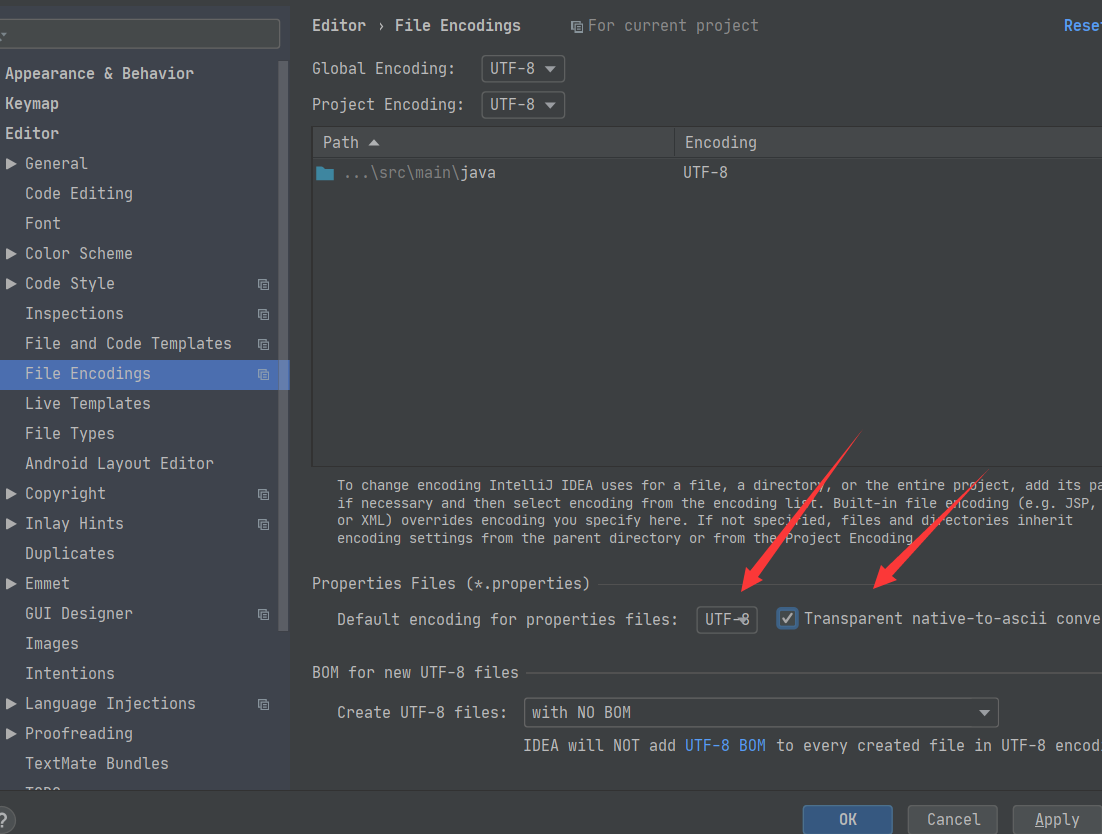 Editor › File Encodings
For current project
Reset
Appearance & Behavior
Keymap
Editor
General
Code Editing
Font
Color Scheme
Code Style
Inspections
File and Code Templates
File Encodings
Live Templates
File Types
Android Layout Editor
Copyright
Inlay Hints
Duplicates
Emmet
GUI Designer
Images
Intentions
Language Injections
Proofreading
TextMate Bundles
?
Global Encoding: UTF-8
Project Encoding: UTF-8
Path Encoding
...\src\main\java UTF-8
To change encoding IntelliJ IDEA uses for a file, a directory, or the entire project, add its pa
if necessary and then select encoding from the encoding list. Built-in file encoding (e.g. JSP,
or XML) overrides encoding you specify here. If not specified, files and directories inherit
encoding settings from the parent directory or from the Project Encoding.
Properties Files (*.properties)
Default encoding for properties files: UTF-8 Transparent native-to-ascii conve
BOM for new UTF-8 files
Create UTF-8 files: with NO BOM
IDEA will NOT add UTF-8 BOM to every created file in UTF-8 encodi
OK Cancel Apply